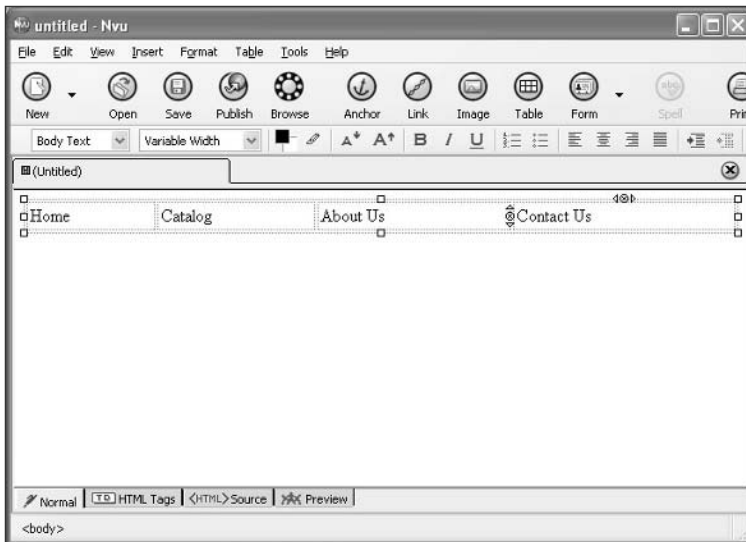 untitled - Nvu
File Edit View Insert Format Table Tools Help
New Open Save Publish Browse Anchor Link Image Table Form Spell
Body Text Variable Width B I U
(Untitled)
Home Catalog About Us Contact Us
Normal TD HTML Tags <HTML> Source Preview
<body>